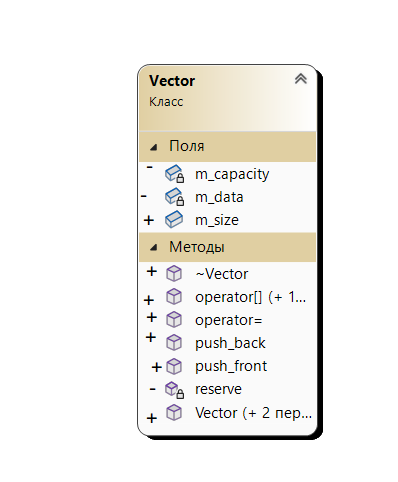 Vector
Класс
Поля
- m_capacity
- m_data
+ m_size
Методы
+ ~Vector
+ operator[] (+ 1...
+ operator=
+ push_back
+ push_front
- reserve
+ Vector (+ 2 пер...